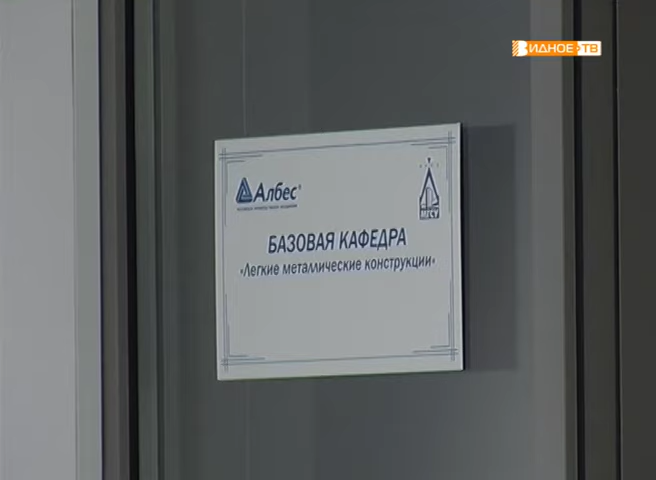 ВИДНОЕ-ТВ
Албес
МГСУ
БАЗОВАЯ КАФЕДРА
«Легкие металлические конструкции»